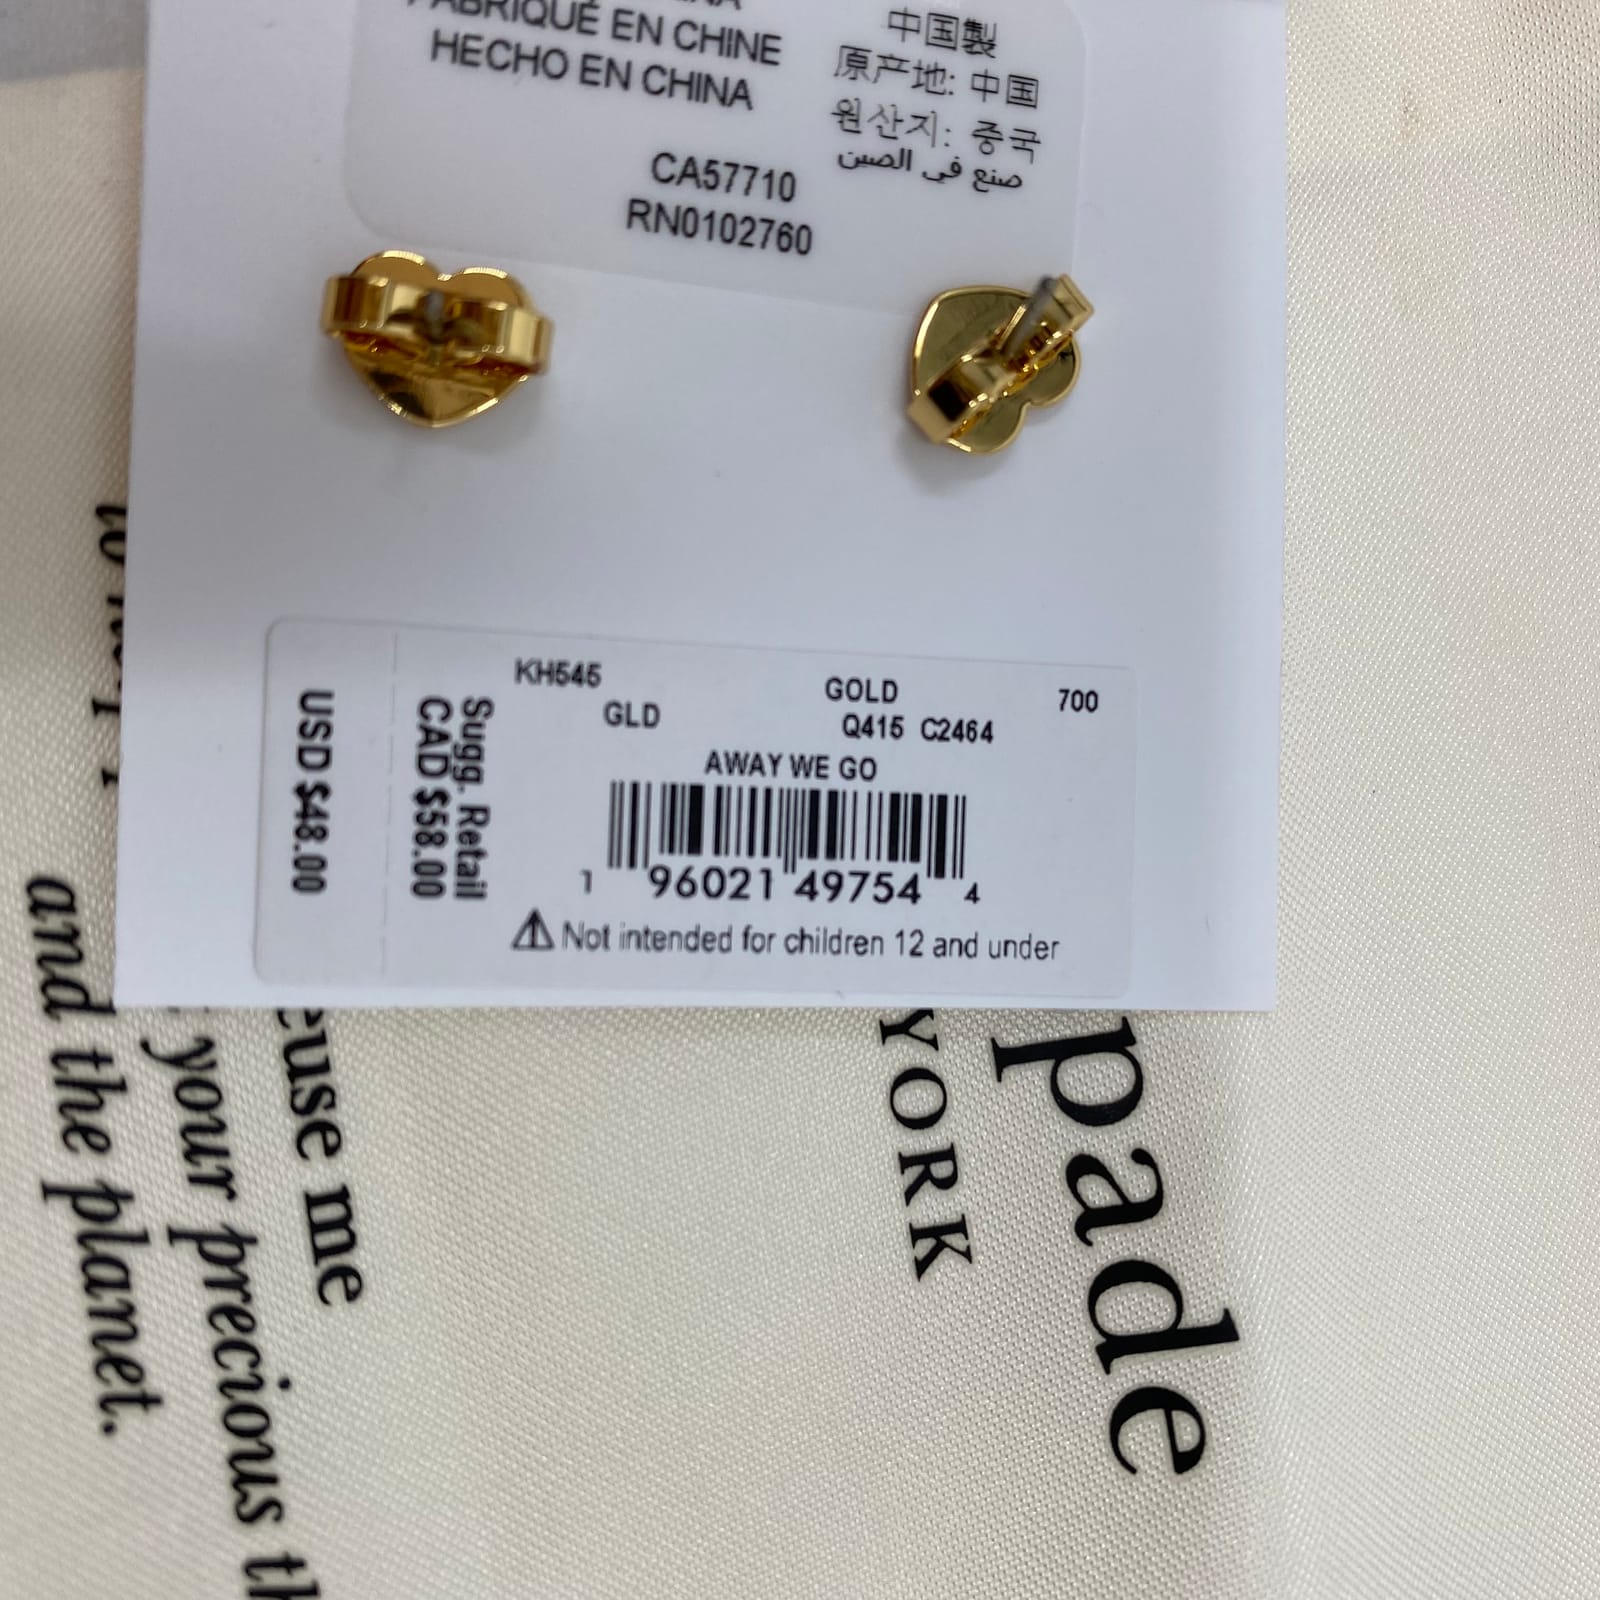 FABRIQUÉ EN CHINE
HECHO EN CHINA
中国製
原产地: 中国
원산지: 중국
صنع في الصين
CA57710
RN0102760
KH545
GOLD
700
GLD
Q415 C2464
AWAY WE GO
1 96021 49754 4
⚠ Not intended for children 12 and under
Sugg. Retail
CAD $58.00
USD $48.00
pade
YORK
euse me
your precious
and the planet.